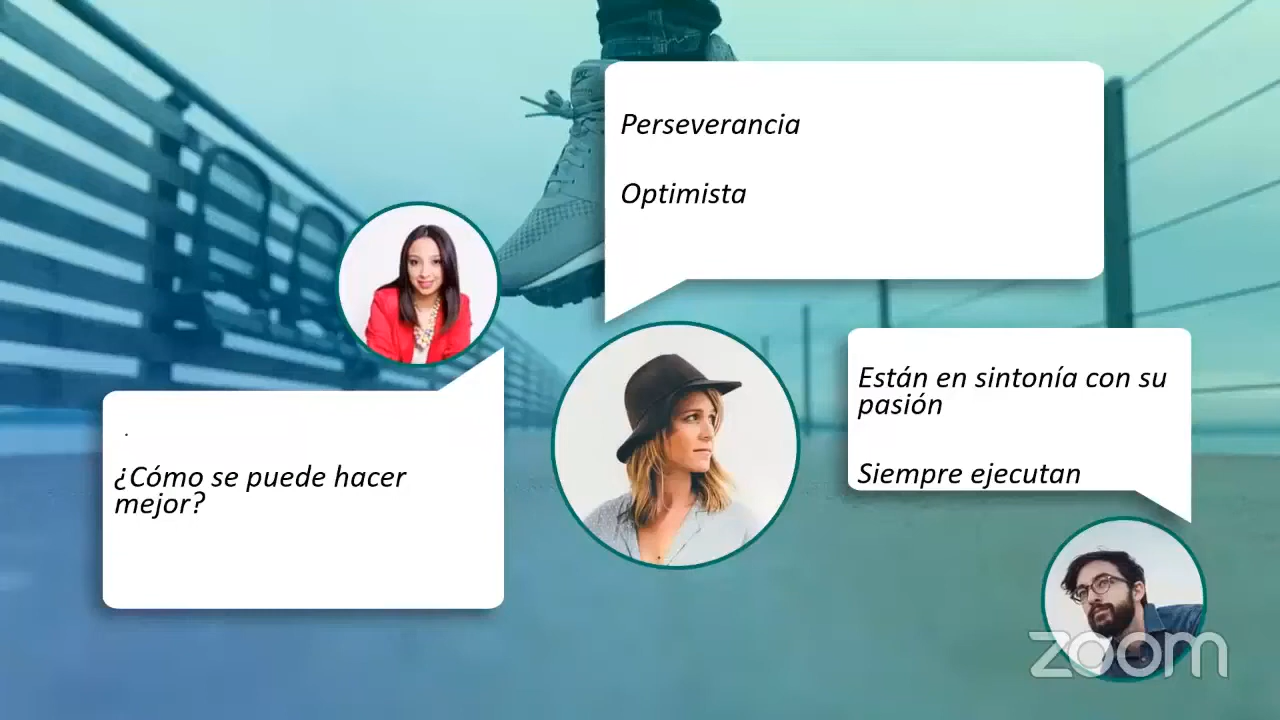 Perseverancia
Optimista
Están en sintonía con su
pasión
Siempre ejecutan
.
¿Cómo se puede hacer
mejor?
zoom